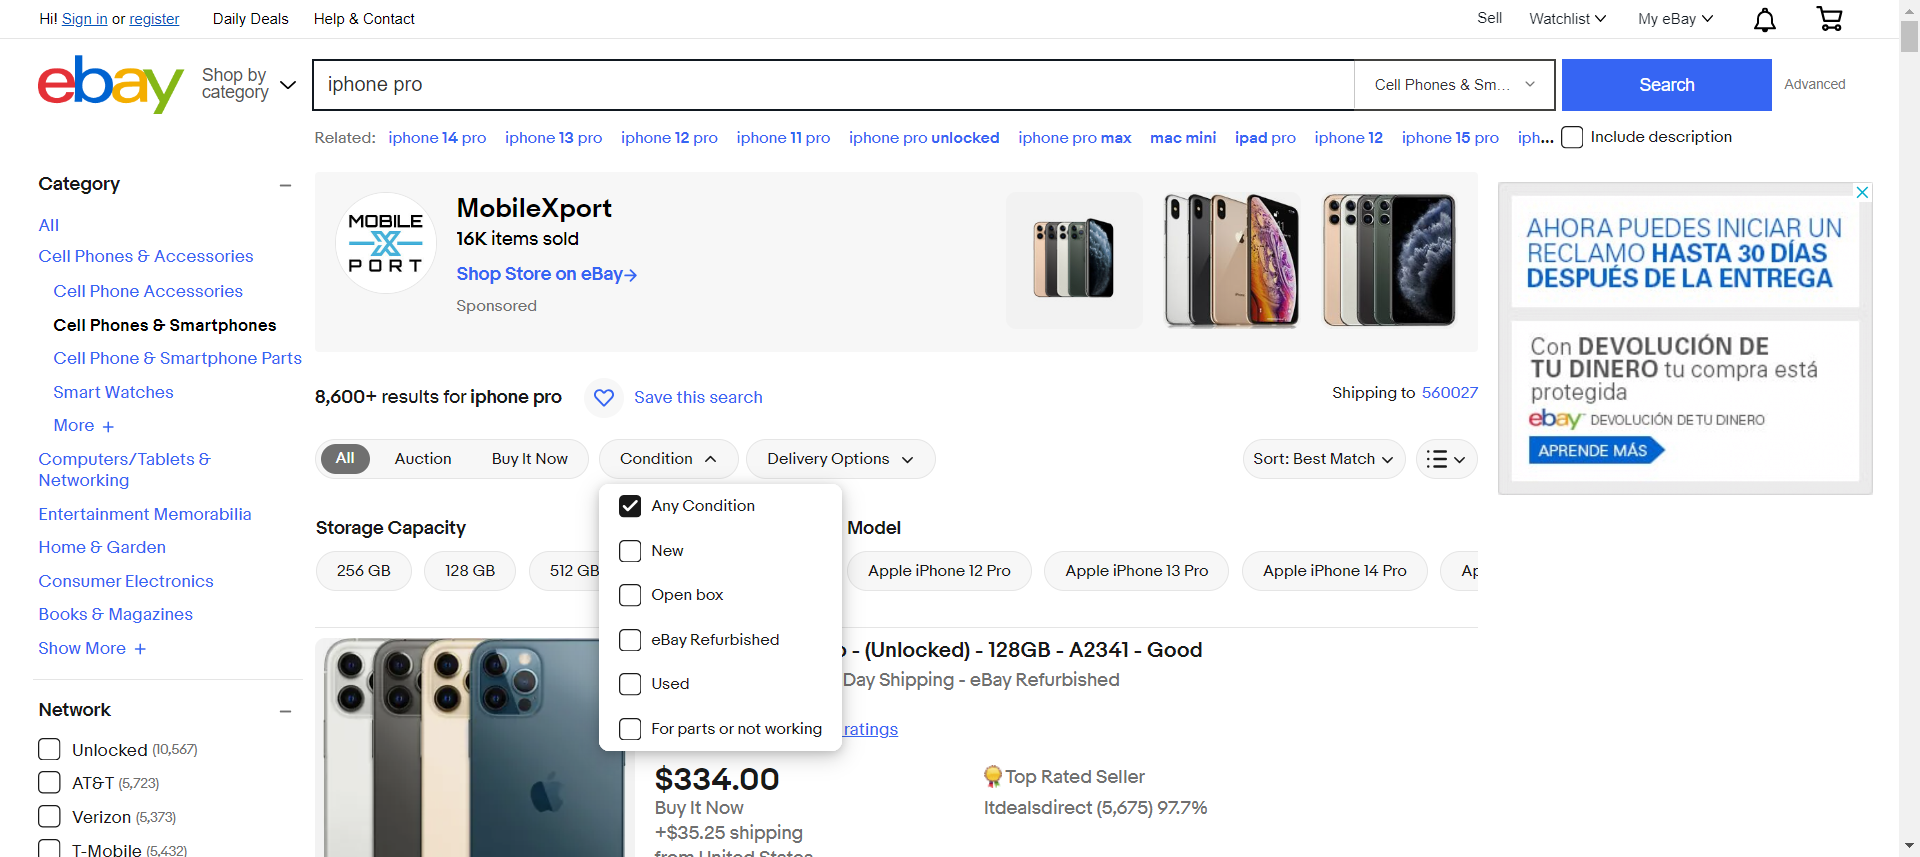 Hi! Sign in or register
Daily Deals
Help & Contact
Sell
Watchlist
My eBay
ebay
Shop by category
iphone pro
Cell Phones & Sm...
Search
Advanced
Related: iphone 14 pro iphone 13 pro iphone 12 pro iphone 11 pro iphone pro unlocked iphone pro max mac mini ipad pro iphone 12 iphone 15 pro iph...
Include description
Category
All
Cell Phones & Accessories
Cell Phone Accessories
Cell Phones & Smartphones
Cell Phone & Smartphone Parts
Smart Watches
More +
Computers/Tablets &
Networking
Entertainment Memorabilia
Home & Garden
Consumer Electronics
Books & Magazines
Show More +
Network
Unlocked (10,567)
AT&T (5,723)
Verizon (5,373)
T-Mobile (5,432)
MOBILE
X
PORT
MobileXport
16K items sold
Shop Store on eBay→
Sponsored
8,600+ results for iphone pro
Save this search
Shipping to 560027
All
Auction
Buy It Now
Condition
Delivery Options
Sort: Best Match
Any Condition
New
Open box
eBay Refurbished
Used
For parts or not working
Storage Capacity
256 GB
128 GB
512 GB
Model
Apple iPhone 12 Pro
Apple iPhone 13 Pro
Apple iPhone 14 Pro
Ap
- (Unlocked) - 128GB - A2341 - Good
Day Shipping - eBay Refurbished
ratings
$334.00
Buy It Now
+$35.25 shipping
from United States
Top Rated Seller
Itdealsdirect (5,675) 97.7%
AHORA PUEDES INICIAR UN
RECLAMO HASTA 30 DÍAS
DESPUÉS DE LA ENTREGA
Con DEVOLUCIÓN DE
TU DINERO tu compra está
protegida
ebay DEVOLUCIÓN DE TU DINERO
APRENDE MÁS